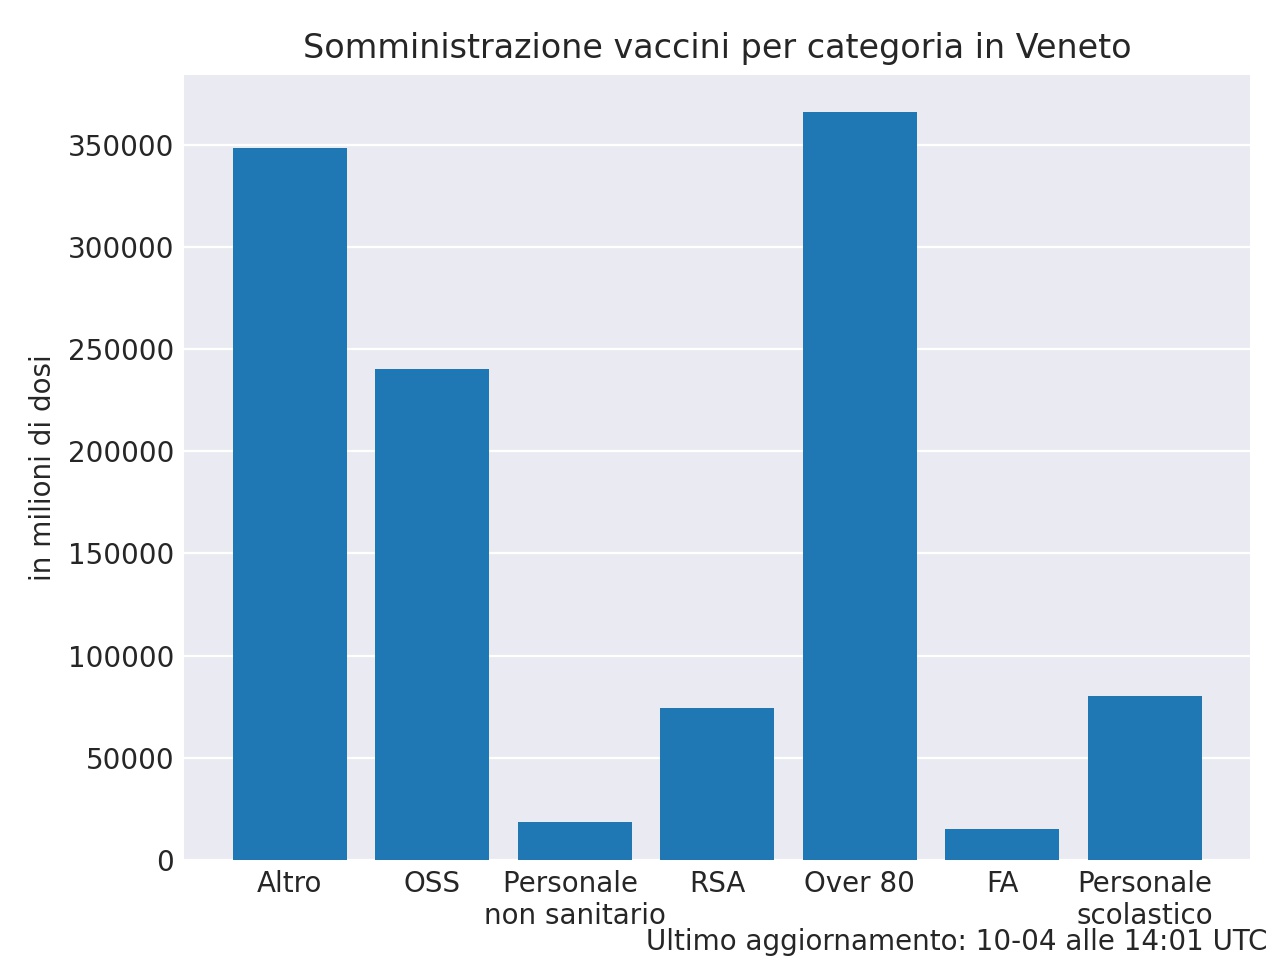 Somministrazione vaccini per categoria in Veneto
in milioni di dosi
350000
300000
250000
200000
150000
100000
50000
0
Altro
OSS
Personale
non sanitario
RSA
Over 80
FA
Personale
scolastico
Ultimo aggiornamento: 10-04 alle 14:01 UTC